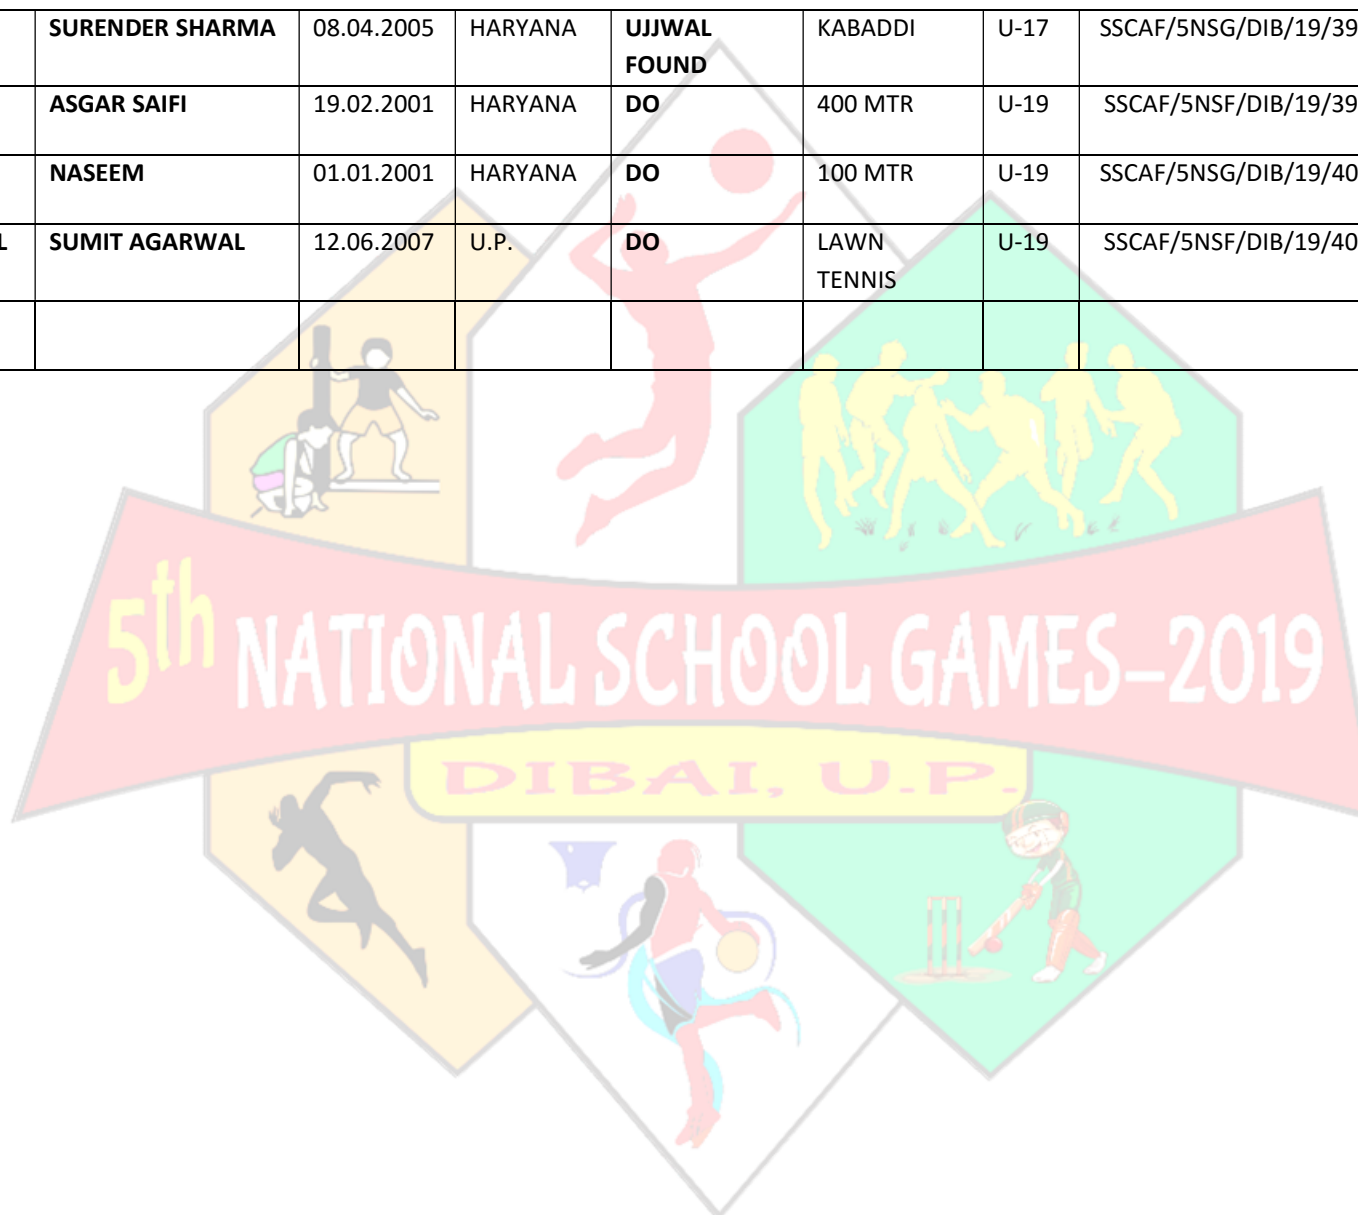 SURENDER SHARMA 08.04.2005 HARYANA UJJWAL KABADDI U-17 SSCAF/5NSG/DIB/19/39
FOUND
ASGAR SAIFI 19.02.2001 HARYANA DO 400 MTR U-19 SSCAF/5NSF/DIB/19/39
NASEEM 01.01.2001 HARYANA DO 100 MTR U-19 SSCAF/5NSG/DIB/19/40
L SUMIT AGARWAL 12.06.2007 U.P. DO LAWN U-19 SSCAF/5NSF/DIB/19/40
TENNIS
5th NATIONAL SCHOOL GAMES-2019
DIBAI, U.P.